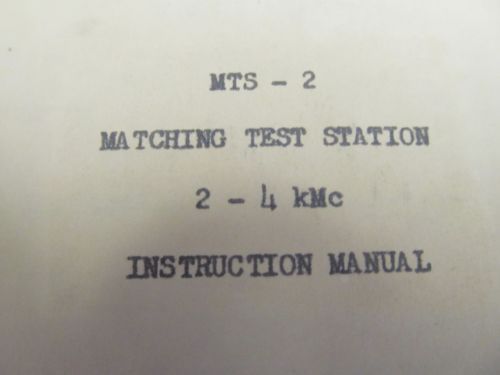 MTS - 2
MATCHING TEST STATION
2 - 4 kMc
INSTRUCTION MANUAL